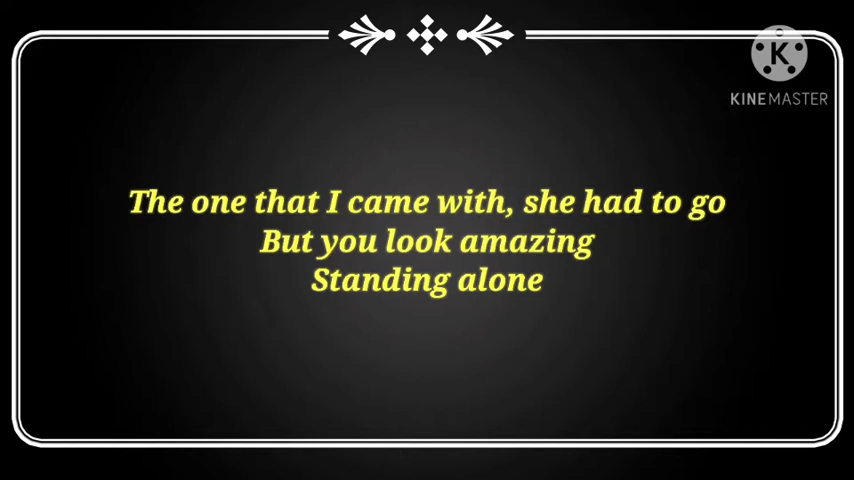 KINEMASTER
The one that I came with, she had to go
But you look amazing
Standing alone